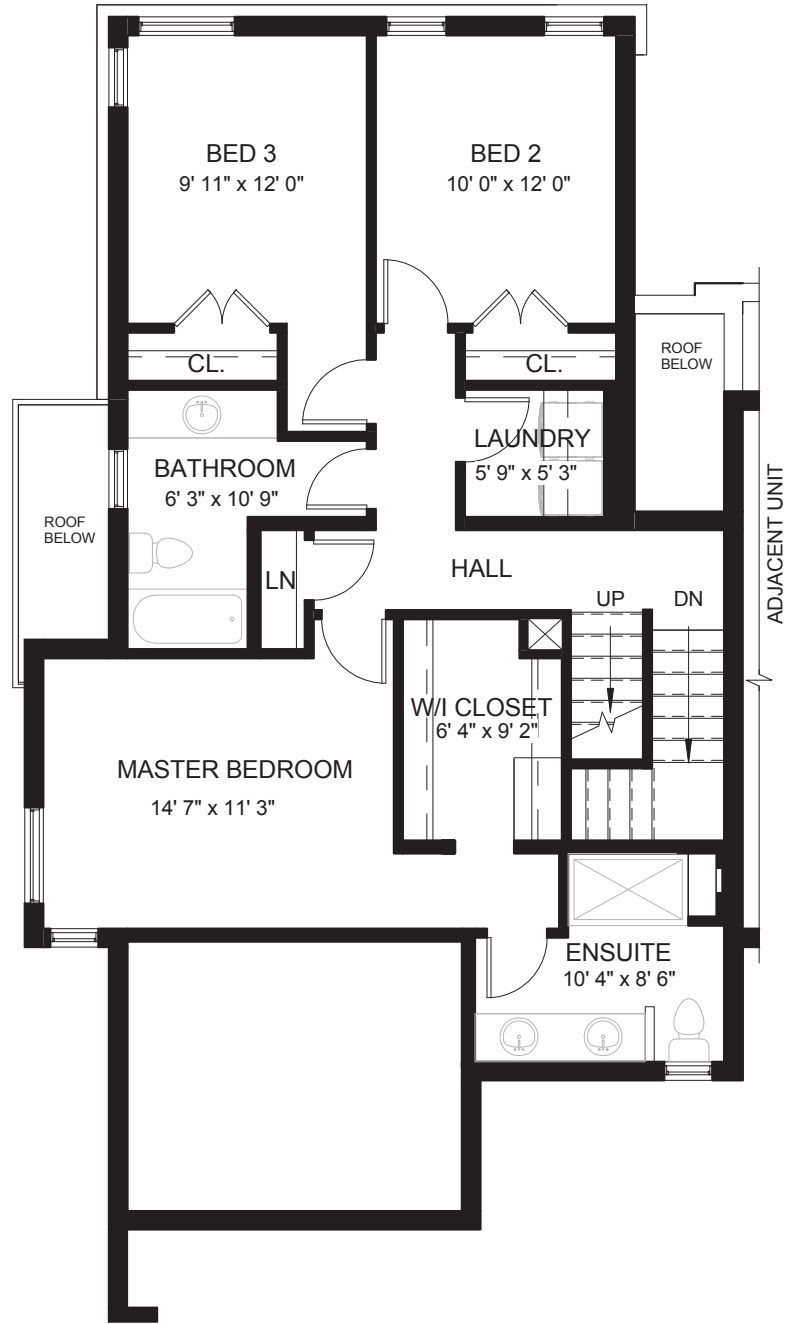 BED 3
9' 11" x 12' 0"
BED 2
10' 0" x 12' 0"
CL.
CL.
ROOF
BELOW
LAUNDRY
5' 9" x 5' 3"
BATHROOM
6' 3" x 10' 9"
ROOF
BELOW
ADJACENT UNIT
LN
HALL
UP
DN
W/I CLOSET
6' 4" x 9' 2"
MASTER BEDROOM
14' 7" x 11' 3"
ENSUITE
10' 4" x 8' 6"